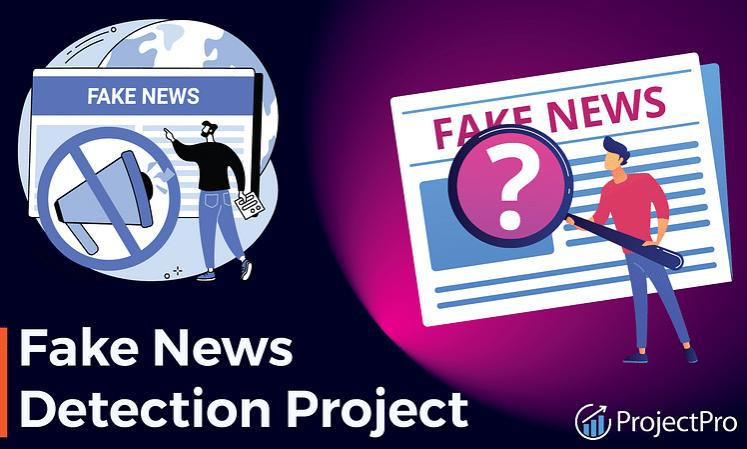 FAKE NEWS
FAKE NEWS
?
Fake News
Detection Project
ProjectPro